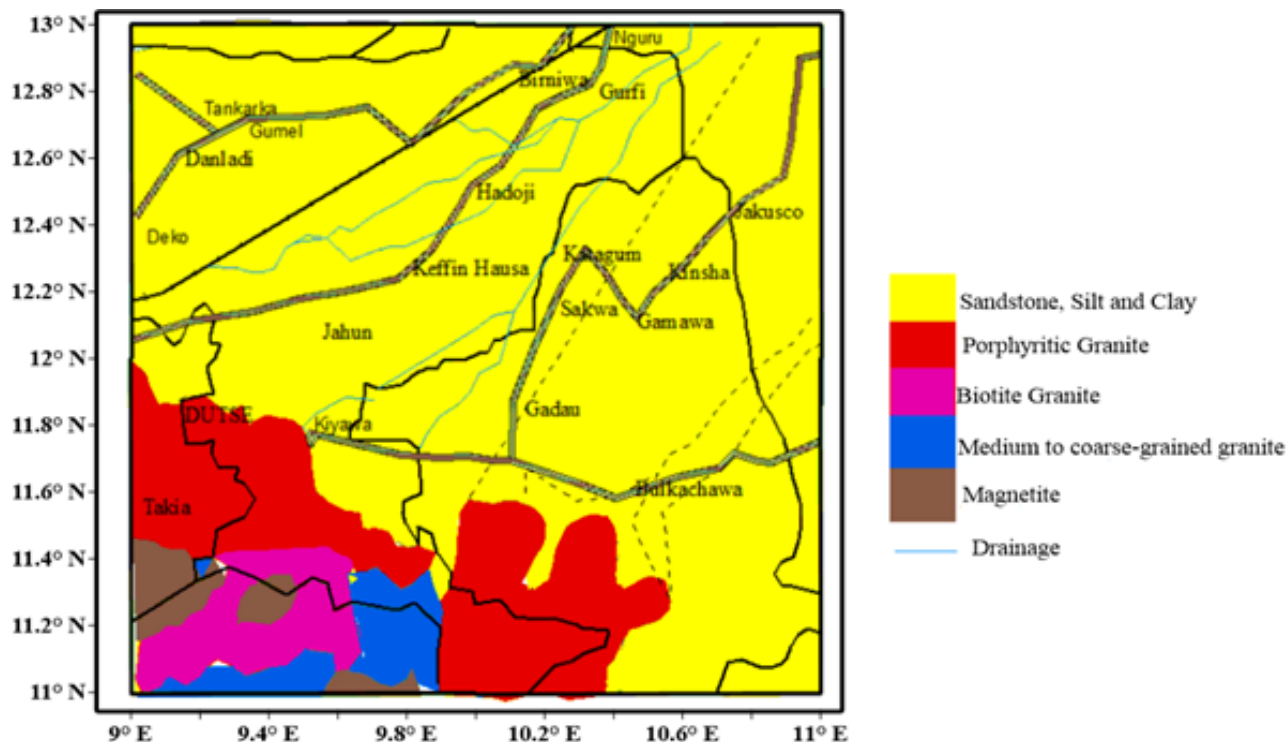 13° N
12.8° N
12.6° N
12.4° N
12.2° N
12° N
11.8° N
11.6° N
11.4° N
11.2° N
11° N
9° E
9.4° E
9.8° E
10.2° E
10.6° E
11° E
Nguru
Birniwa
Gurfi
Tankarka
Gumel
Danladi
Hadoji
Jakusco
Deko
Katagum
Keffin Hausa
Kinsha
Sakwa
Gamawa
Jahun
DUTSE
Kiyawa
Gadau
Bulkachawa
Takia
Sandstone, Silt and Clay
Porphyritic Granite
Biotite Granite
Medium to coarse-grained granite
Magnetite
Drainage